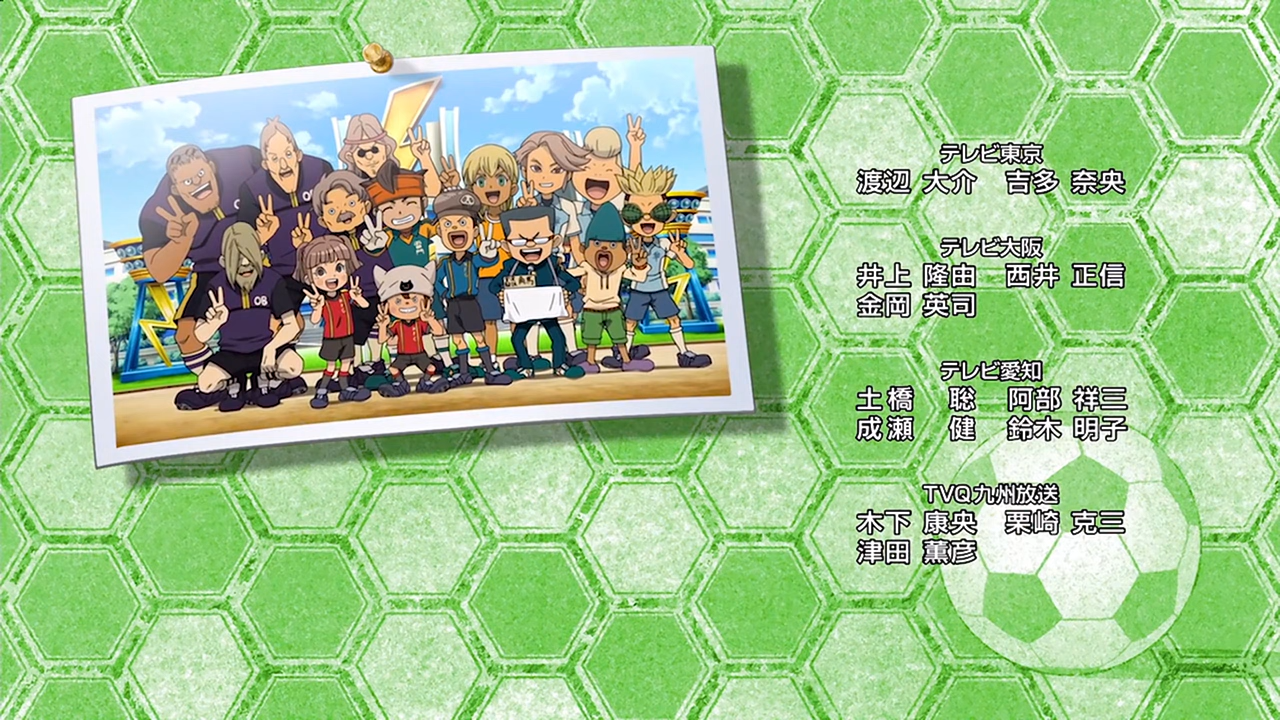 テレビ東京
渡辺 大介　吉多 奈央
テレビ大阪
井上 隆由　西井 正信
金岡 英司
テレビ愛知
土橋　聡　阿部 祥三
成瀬　健　鈴木 明子
TVQ九州放送
木下 康央　栗崎 克三
津田 薫彦
OB